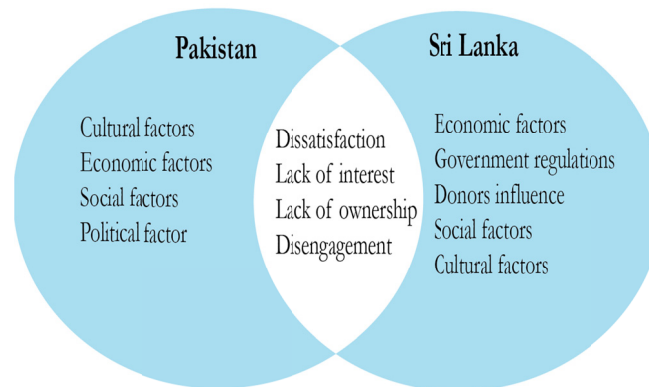 Pakistan
Cultural factors
Economic factors
Social factors
Political factor
Dissatisfaction
Lack of interest
Lack of ownership
Disengagement
Sri Lanka
Economic factors
Government regulations
Donors influence
Social factors
Cultural factors